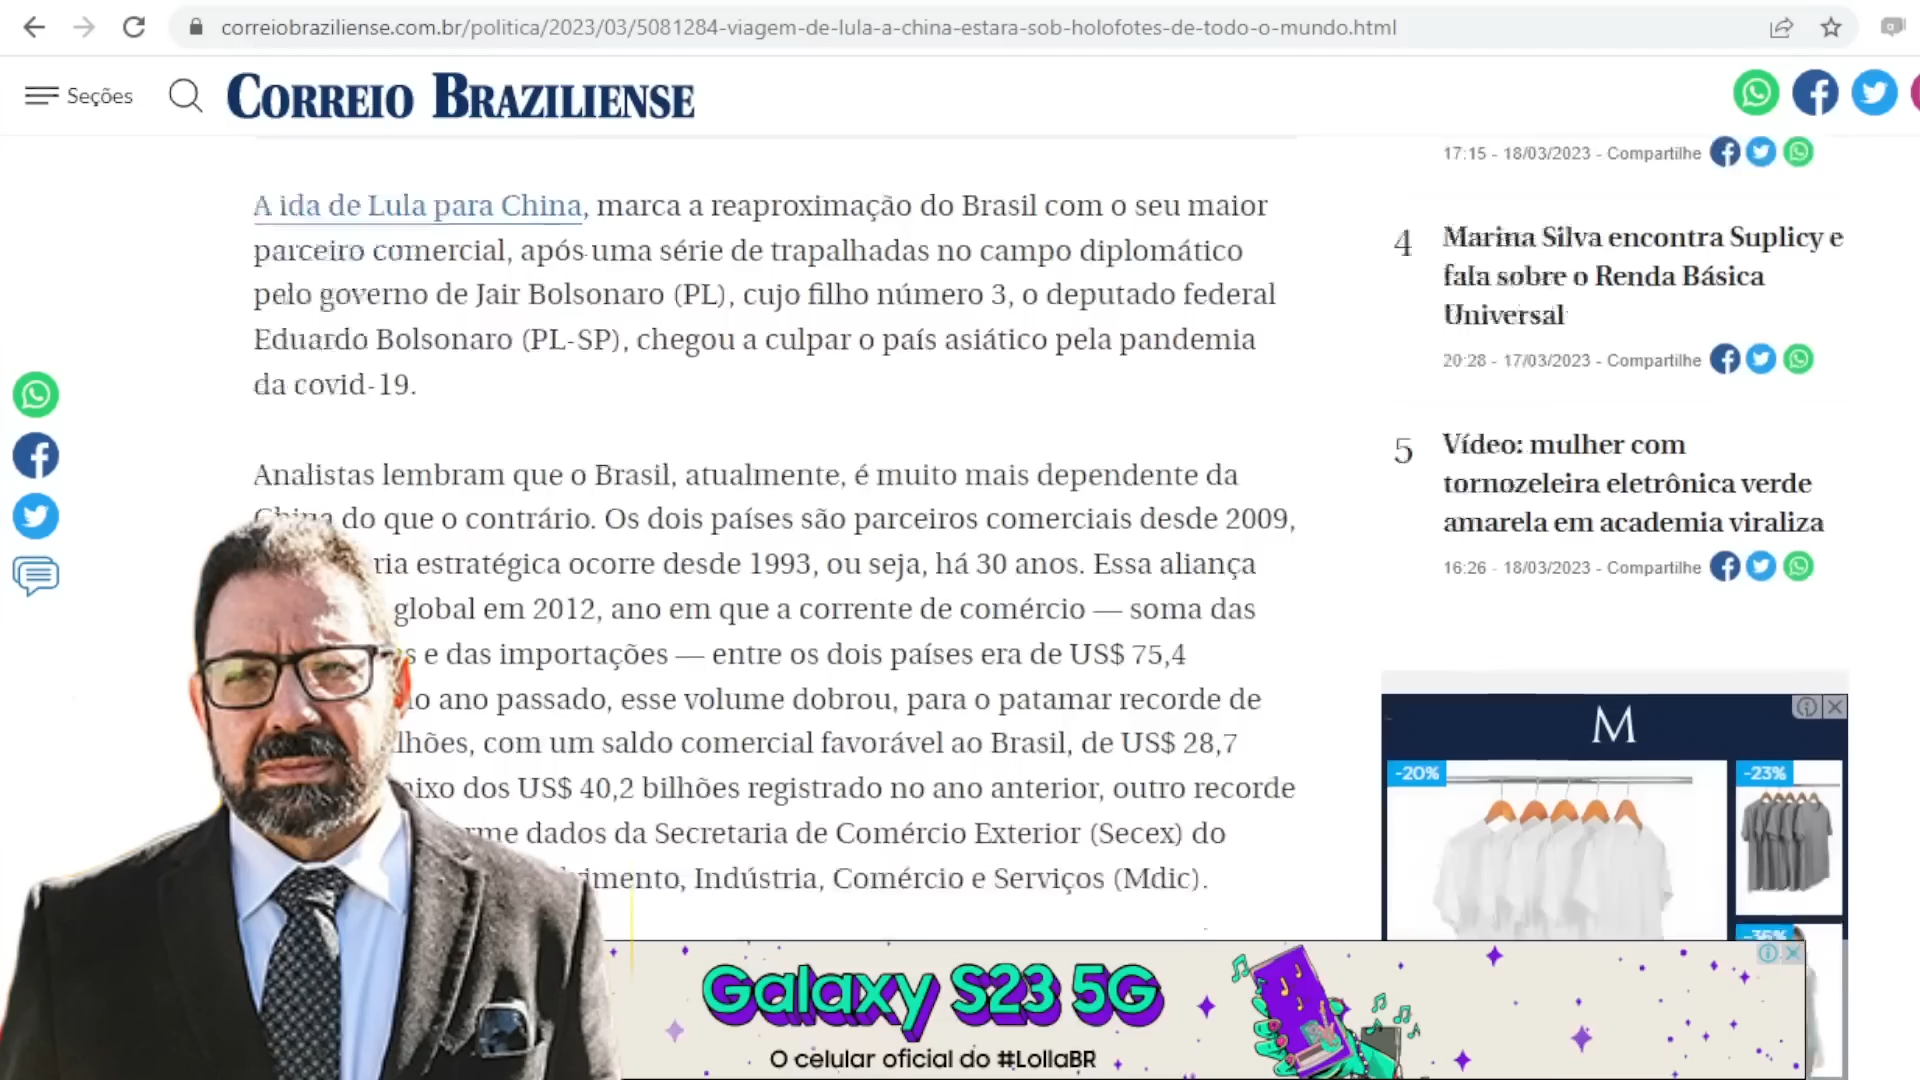 correiobraziliense.com.br/politica/2023/03/5081284-viagem-de-lula-a-china-estara-sob-holofotes-de-todo-o-mundo.html
Seções
CORREIO BRAZILIENSE
A ida de Lula para China, marca a reaproximação do Brasil com o seu maior
parceiro comercial, após uma série de trapalhadas no campo diplomático
pelo governo de Jair Bolsonaro (PL), cujo filho número 3, o deputado federal
Eduardo Bolsonaro (PL-SP), chegou a culpar o país asiático pela pandemia
da covid-19.
Analistas lembram que o Brasil, atualmente, é muito mais dependente da
China do que o contrário. Os dois países são parceiros comerciais desde 2009,
ria estratégica ocorre desde 1993, ou seja, há 30 anos. Essa aliança
global em 2012, ano em que a corrente de comércio — soma das
s e das importações — entre os dois países era de US$ 75,4
o ano passado, esse volume dobrou, para o patamar recorde de
lhões, com um saldo comercial favorável ao Brasil, de US$ 28,7
ixo dos US$ 40,2 bilhões registrado no ano anterior, outro recorde
rme dados da Secretaria de Comércio Exterior (Secex) do
imento, Indústria, Comércio e Serviços (Mdic).
17:15 - 18/03/2023 - Compartilhe
4
Marina Silva encontra Suplicy e
fala sobre o Renda Básica
Universal
20:28 - 17/03/2023 - Compartilhe
5
Vídeo: mulher com
tornozeleira eletrônica verde
amarela em academia viraliza
16:26 - 18/03/2023 - Compartilhe
M
-20%
-23%
-36%
Galaxy S23 5G
O celular oficial do #LollaBR